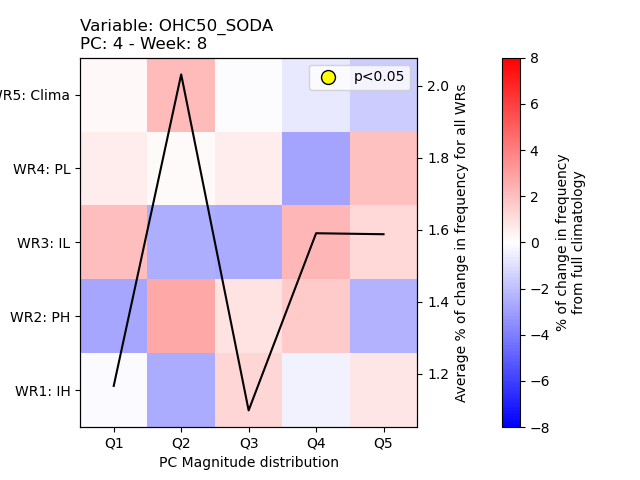 Variable: OHC50_SODA
PC: 4 - Week: 8
p<0.05
WR5: Clima
WR4: PL
WR3: IL
WR2: PH
WR1: IH
Q1 Q2 Q3 Q4 Q5
PC Magnitude distribution
2.0
1.8
1.6
1.4
1.2
Average % of change in frequency for all WRs
8
6
4
2
0
−2
−4
−6
−8
% of change in frequency
from full climatology